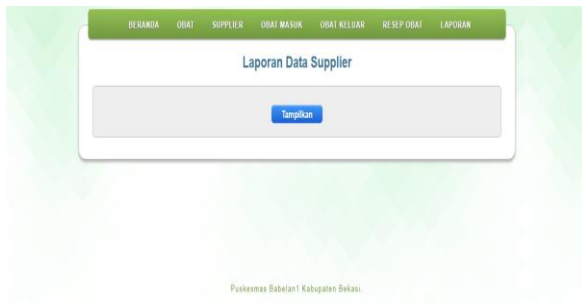 BERANDA OBAT SUPPLIER OBAT MASUK OBAT KELUAR RESEP OBAT LAPORAN
Laporan Data Supplier
Tampilkan
Puskesmas Babelan1 Kabupaten Bekasi.